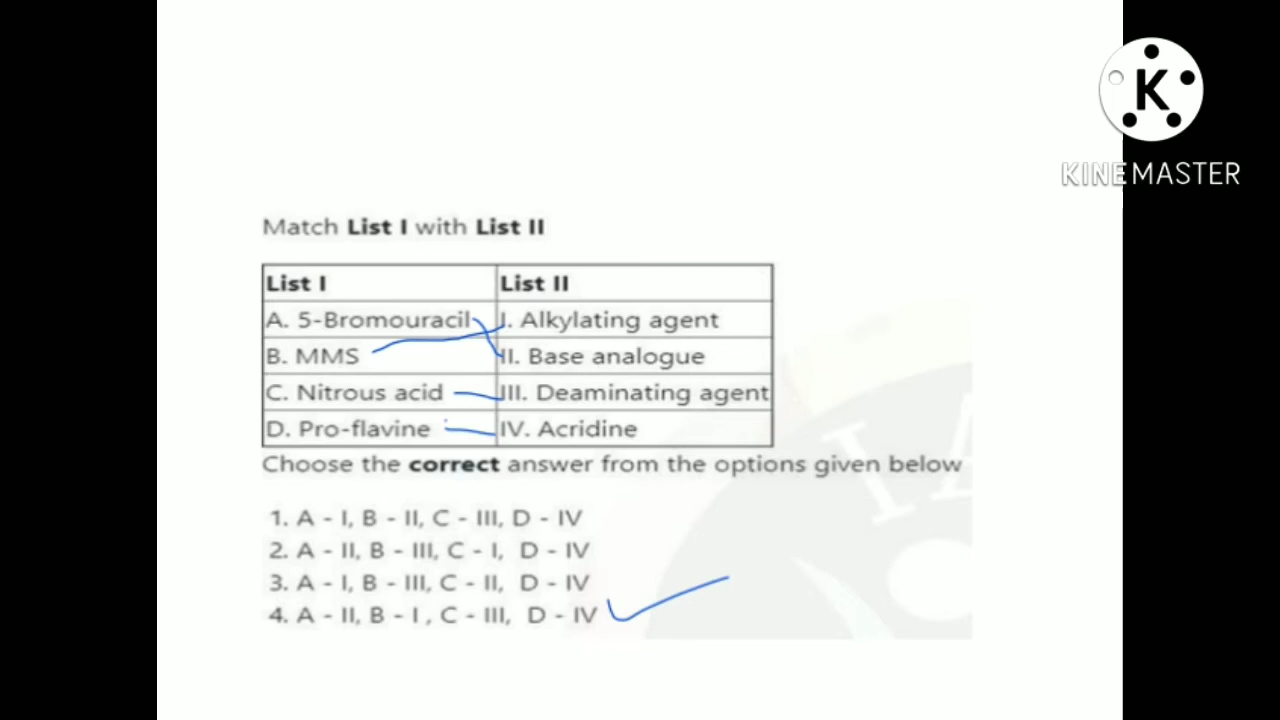 K
KINEMASTER
Match List I with List II
List I List II
A. 5-Bromouracil I. Alkylating agent
B. MMS II. Base analogue
C. Nitrous acid III. Deaminating agent
D. Pro-flavine IV. Acridine
Choose the correct answer from the options given below
1. A - I, B - II, C - III, D - IV
2. A - II, B - III, C - I, D - IV
3. A - I, B - III, C - II, D - IV
4. A - II, B - I , C - III, D - IV